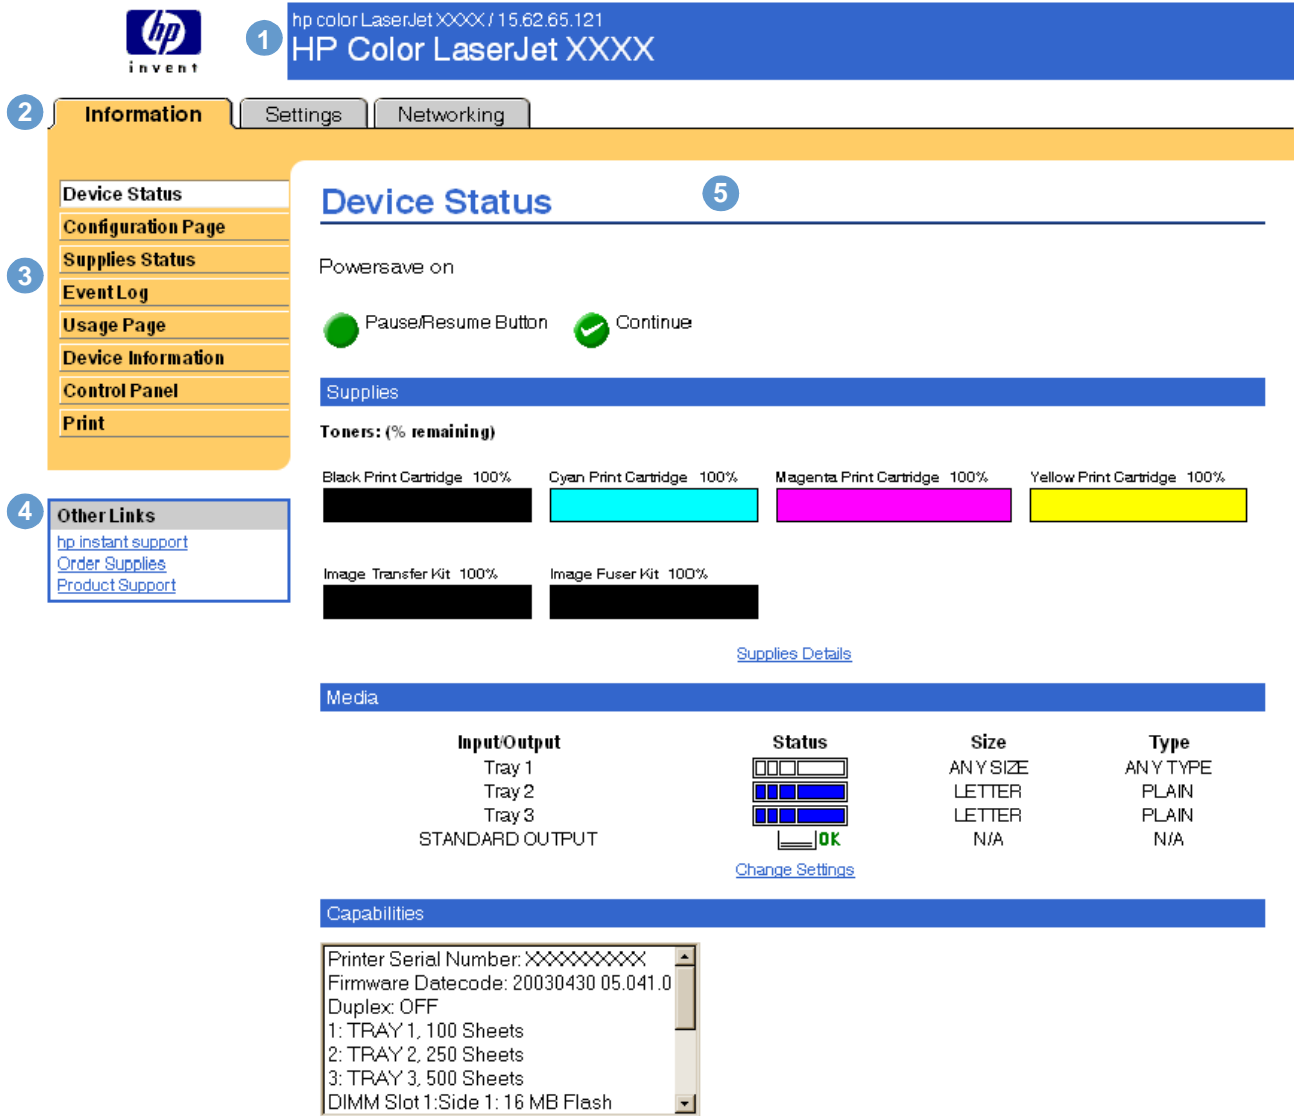 hp
invent
1
hp color LaserJet XXXX / 15.62.65.121
HP Color LaserJet XXXX
2
Information
Settings
Networking
Device Status
Configuration Page
3
Supplies Status
Event Log
Usage Page
Device Information
Control Panel
Print
4
Other Links
hp instant support
Order Supplies
Product Support
Device Status
5
Powersave on
Pause/Resume Button
Continue
Supplies
Toners: (% remaining)
Black Print Cartridge 100%
Cyan Print Cartridge 100%
Magenta Print Cartridge 100%
Yellow Print Cartridge 100%
Image Transfer Kit 100%
Image Fuser Kit 100%
Supplies Details
Media
Input/Output Status Size Type
Tray 1 ANY SIZE ANY TYPE
Tray 2 LETTER PLAIN
Tray 3 LETTER PLAIN
STANDARD OUTPUT OK N/A N/A
Change Settings
Capabilities
Printer Serial Number: XXXXXXXXXX
Firmware Datecode: 20030430 05.041.0
Duplex: OFF
1: TRAY 1, 100 Sheets
2: TRAY 2, 250 Sheets
3: TRAY 3, 500 Sheets
DIMM Slot 1:Side 1: 16 MB Flash